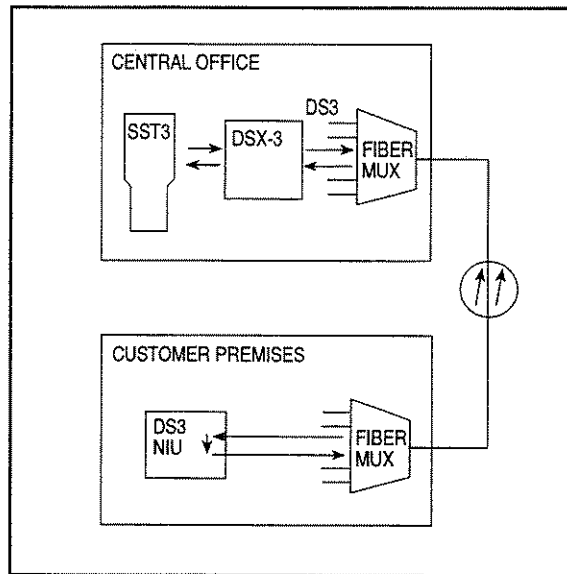 CENTRAL OFFICE
DS3
SST3
DSX-3
FIBER
MUX
CUSTOMER PREMISES
DS3
NIU
FIBER
MUX